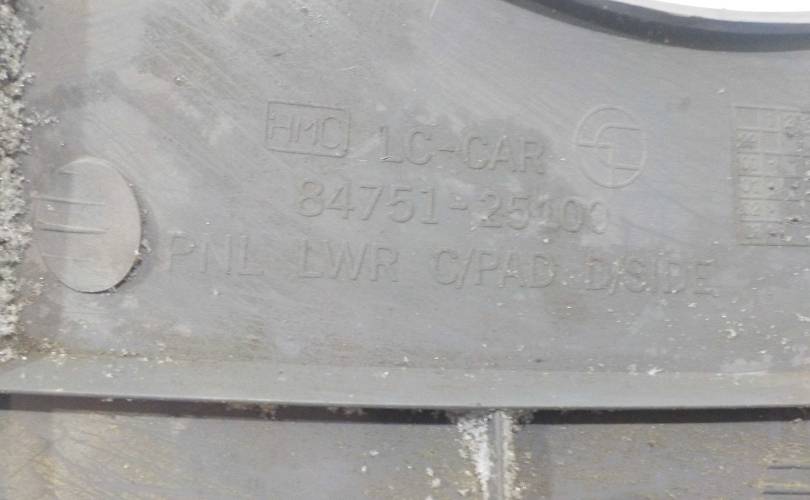 HMC LC-CAR
84751-25100
PNL LWR C/PAD D/SIDE